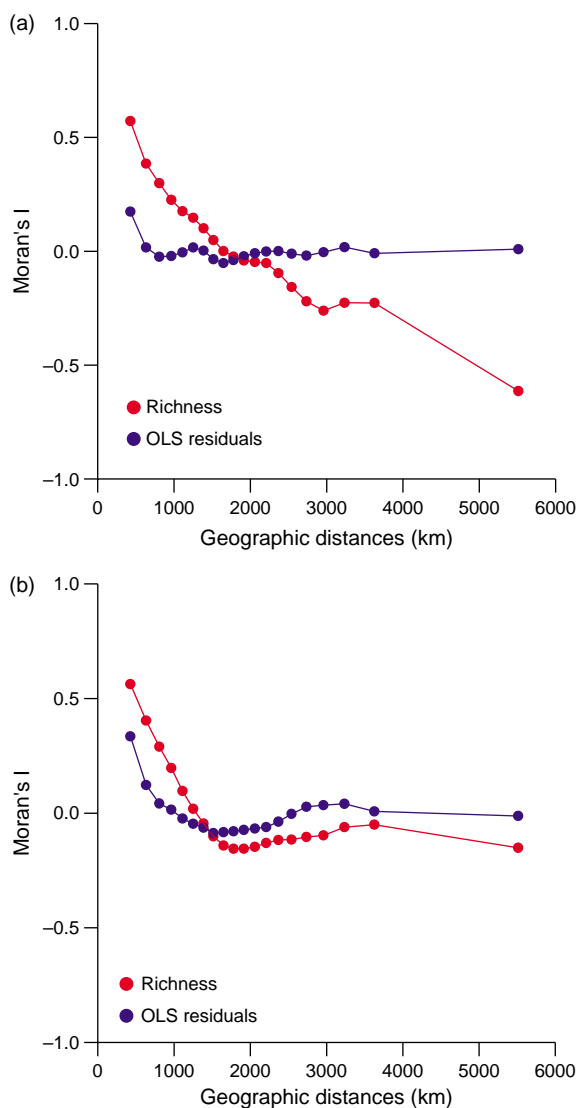 (a)
1.0
0.5
0.0
–0.5
–1.0
Moran's I
Richness
OLS residuals
0 1000 2000 3000 4000 5000 6000
Geographic distances (km)
(b)
1.0
0.5
0.0
–0.5
–1.0
Moran's I
Richness
OLS residuals
0 1000 2000 3000 4000 5000 6000
Geographic distances (km)